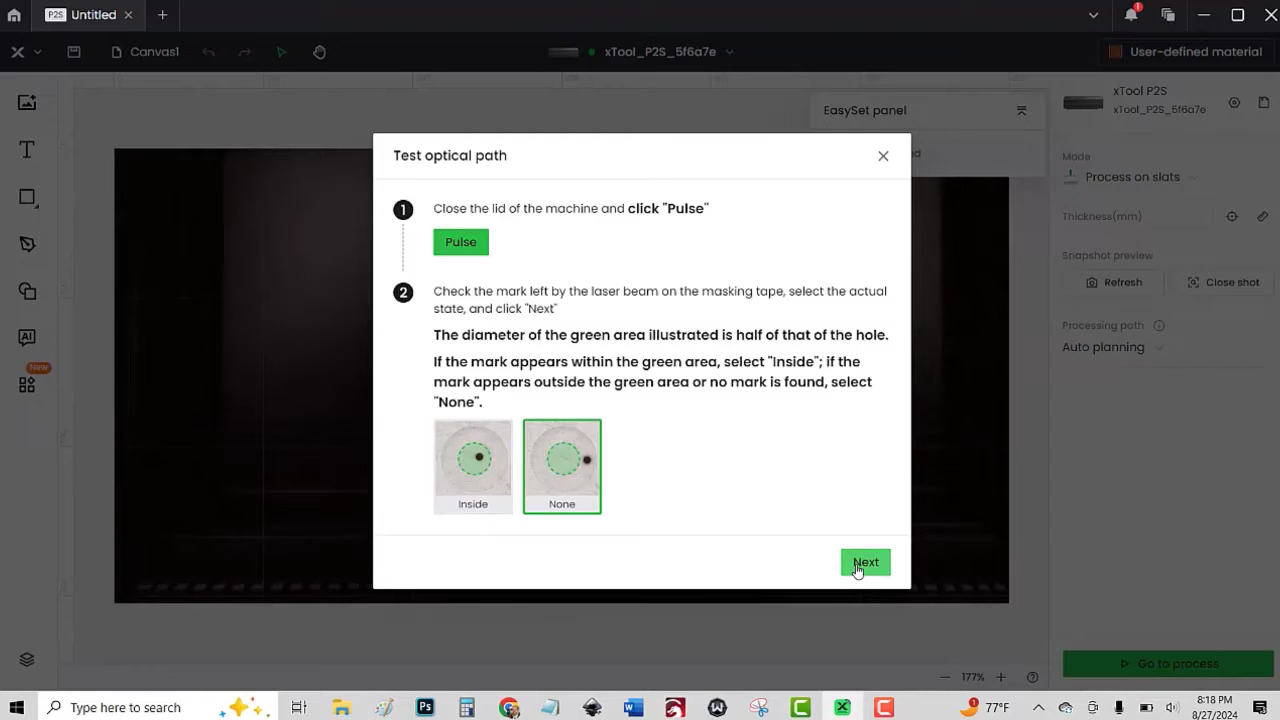 P2S Untitled
1
Canvas1
xTool_P2S_5f6a7e
User-defined material
EasySet panel
xTool P2S
xTool_P2S_5f6a7e
Mode
Process on slats
Thickness(mm)
Snapshot preview
Refresh
Close shot
Processing path
Auto planning
Test optical path
1
Close the lid of the machine and click "Pulse"
Pulse
2
Check the mark left by the laser beam on the masking tape, select the actual
state, and click "Next"
The diameter of the green area illustrated is half of that of the hole.
If the mark appears within the green area, select "Inside"; if the
mark appears outside the green area or no mark is found, select
"None".
Inside
None
Next
T
AI
New
177%
Go to process
Type here to search
Ps
W
77°F
8:18 PM
8/27/2024